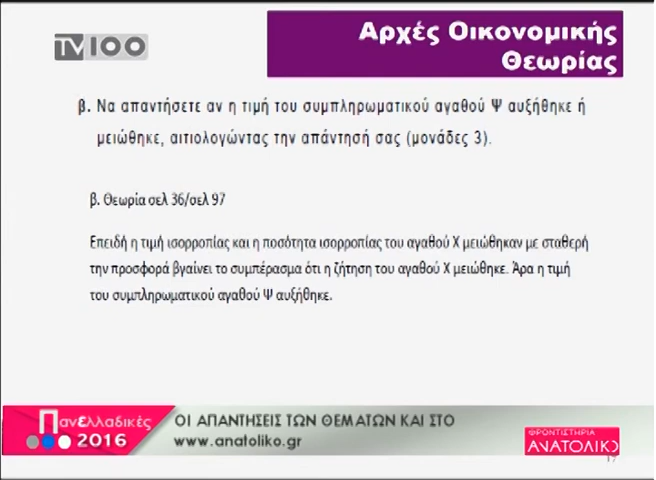 TV100
Αρχές Οικονομικής
Θεωρίας
β. Να απαντήσετε αν η τιμή του συμπληρωματικού αγαθού Ψ αυξήθηκε ή
μειώθηκε, αιτιολογώντας την απάντησή σας (μονάδες 3).
β. Θεωρία σελ 36/σελ 97
Επειδή η τιμή ισορροπίας και η ποσότητα ισορροπίας του αγαθού Χ μειώθηκαν με σταθερή
την προσφορά βγαίνει το συμπέρασμα ότι η ζήτηση του αγαθού Χ μειώθηκε. Άρα η τιμή
του συμπληρωματικού αγαθού Ψ αυξήθηκε.
Πανελλαδικές
2016
ΟΙ ΑΠΑΝΤΗΣΕΙΣ ΤΩΝ ΘΕΜΑΤΩΝ ΚΑΙ ΣΤΟ
www.anatoliko.gr
ΦΡΟΝΤΙΣΤΗΡΙΑ
ΑΝΑΤΟΛΙΚΟ
17